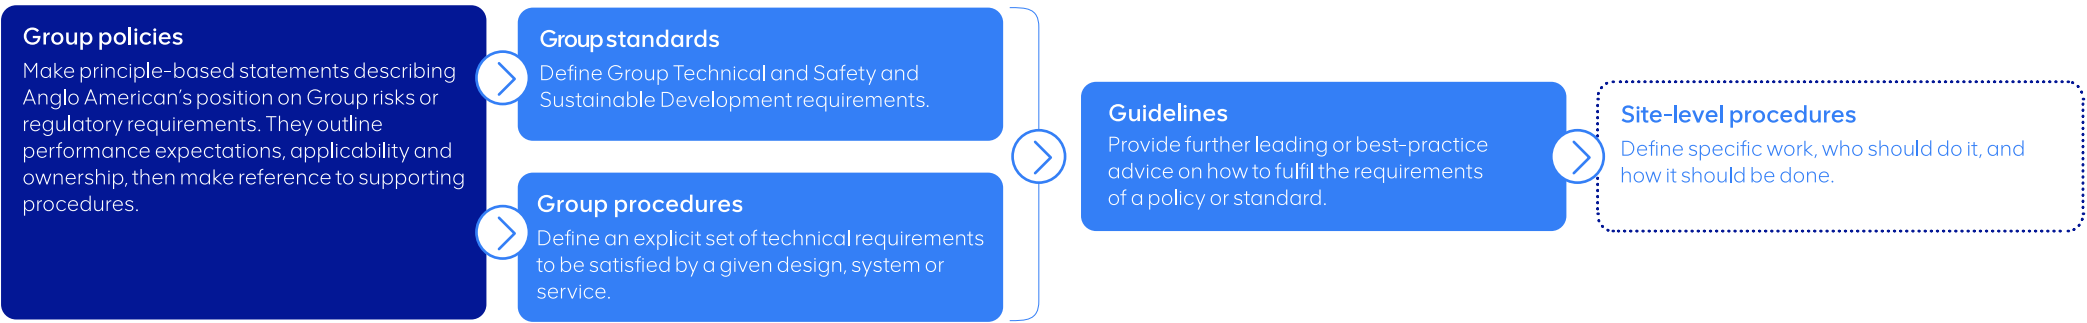 Group policies
Make principle-based statements describing
Anglo American's position on Group risks or
regulatory requirements. They outline
performance expectations, applicability and
ownership, then make reference to supporting
procedures.
Group standards
Define Group Technical and Safety and
Sustainable Development requirements.
Group procedures
Define an explicit set of technical requirements
to be satisfied by a given design, system or
service.
Guidelines
Provide further leading or best-practice
advice on how to fulfil the requirements
of a policy or standard.
Site-level procedures
Define specific work, who should do it, and
how it should be done.